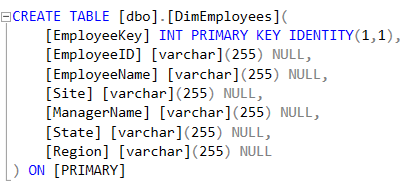 CREATE TABLE [dbo].[DimEmployees](
[EmployeeKey] INT PRIMARY KEY IDENTITY(1,1),
[EmployeeID] [varchar](255) NULL,
[EmployeeName] [varchar](255) NULL,
[Site] [varchar](255) NULL,
[ManagerName] [varchar](255) NULL,
[State] [varchar](255) NULL,
[Region] [varchar](255) NULL
) ON [PRIMARY]